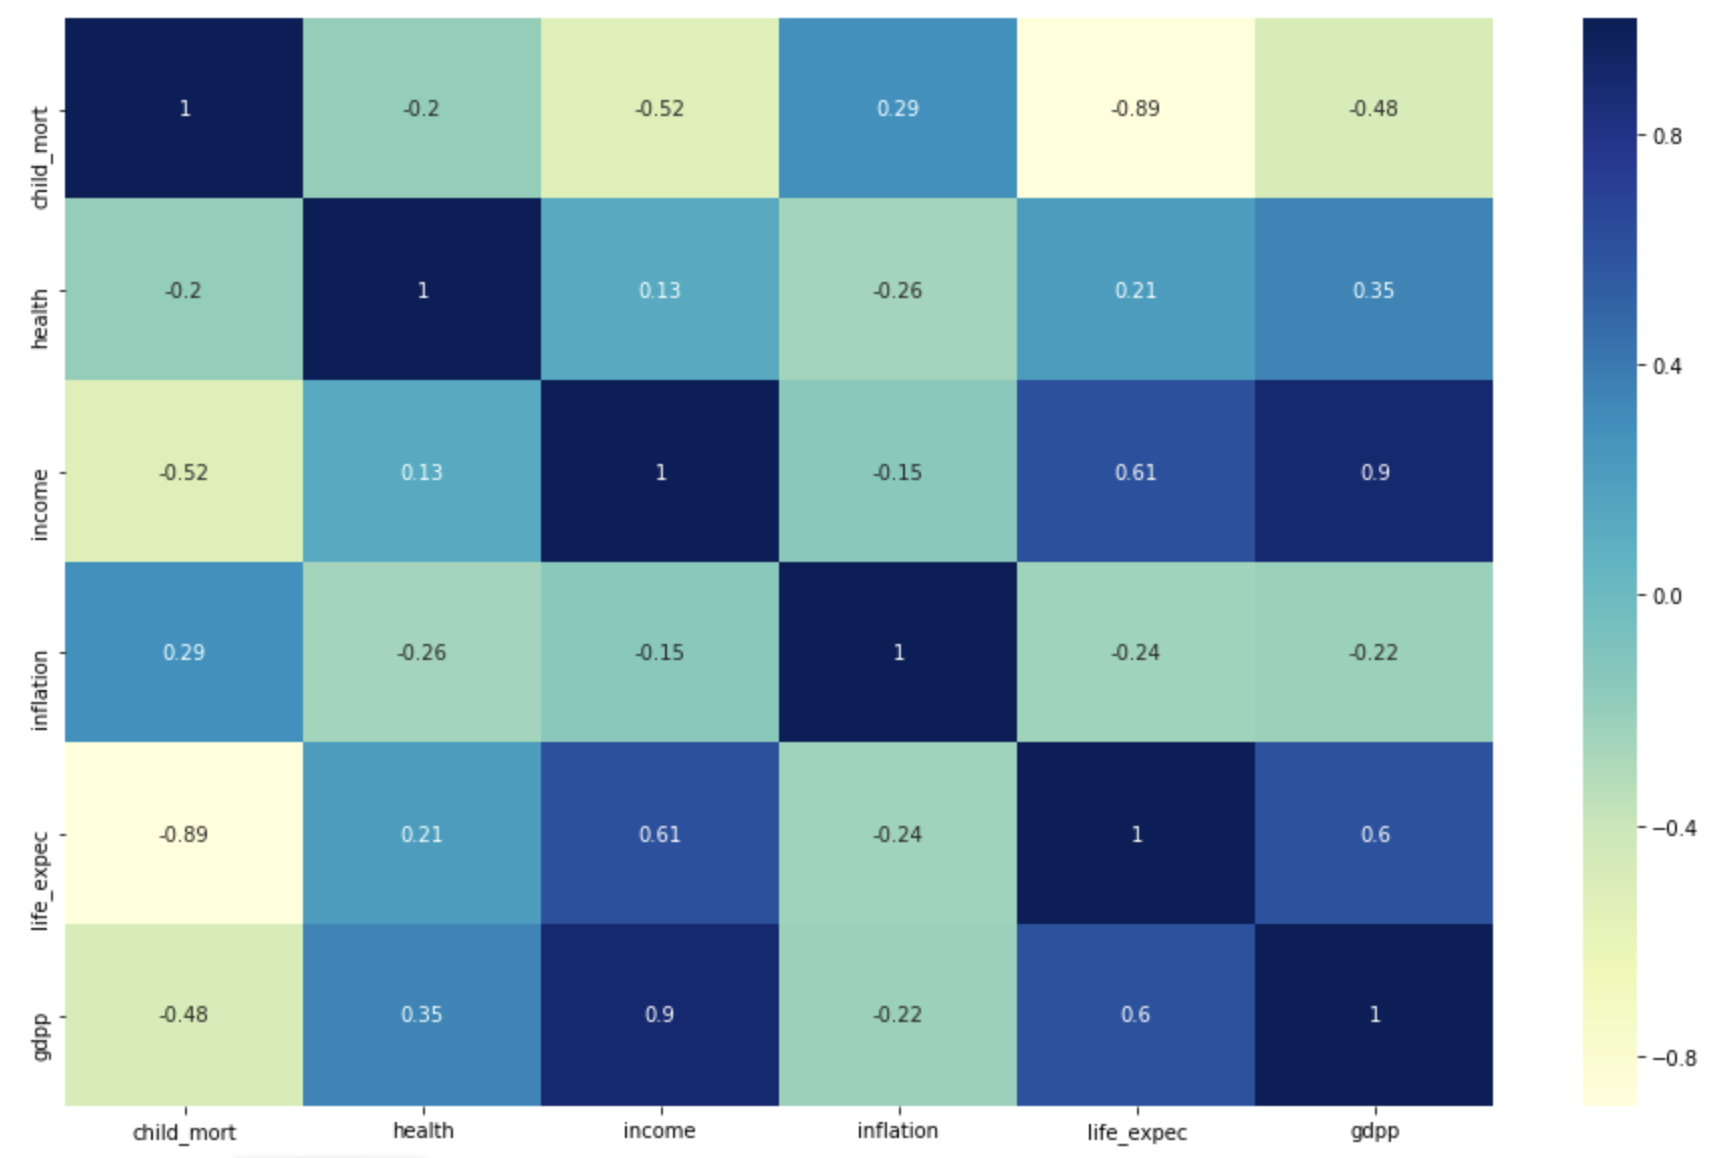 child_mort 1 -0.2 -0.52 0.29 -0.89 -0.48
health -0.2 1 0.13 -0.26 0.21 0.35
income -0.52 0.13 1 -0.15 0.61 0.9
inflation 0.29 -0.26 -0.15 1 -0.24 -0.22
life_expec -0.89 0.21 0.61 -0.24 1 0.6
gdpp -0.48 0.35 0.9 -0.22 0.6 1
child_mort health income inflation life_expec gdpp
0.8
0.4
0.0
−0.4
−0.8